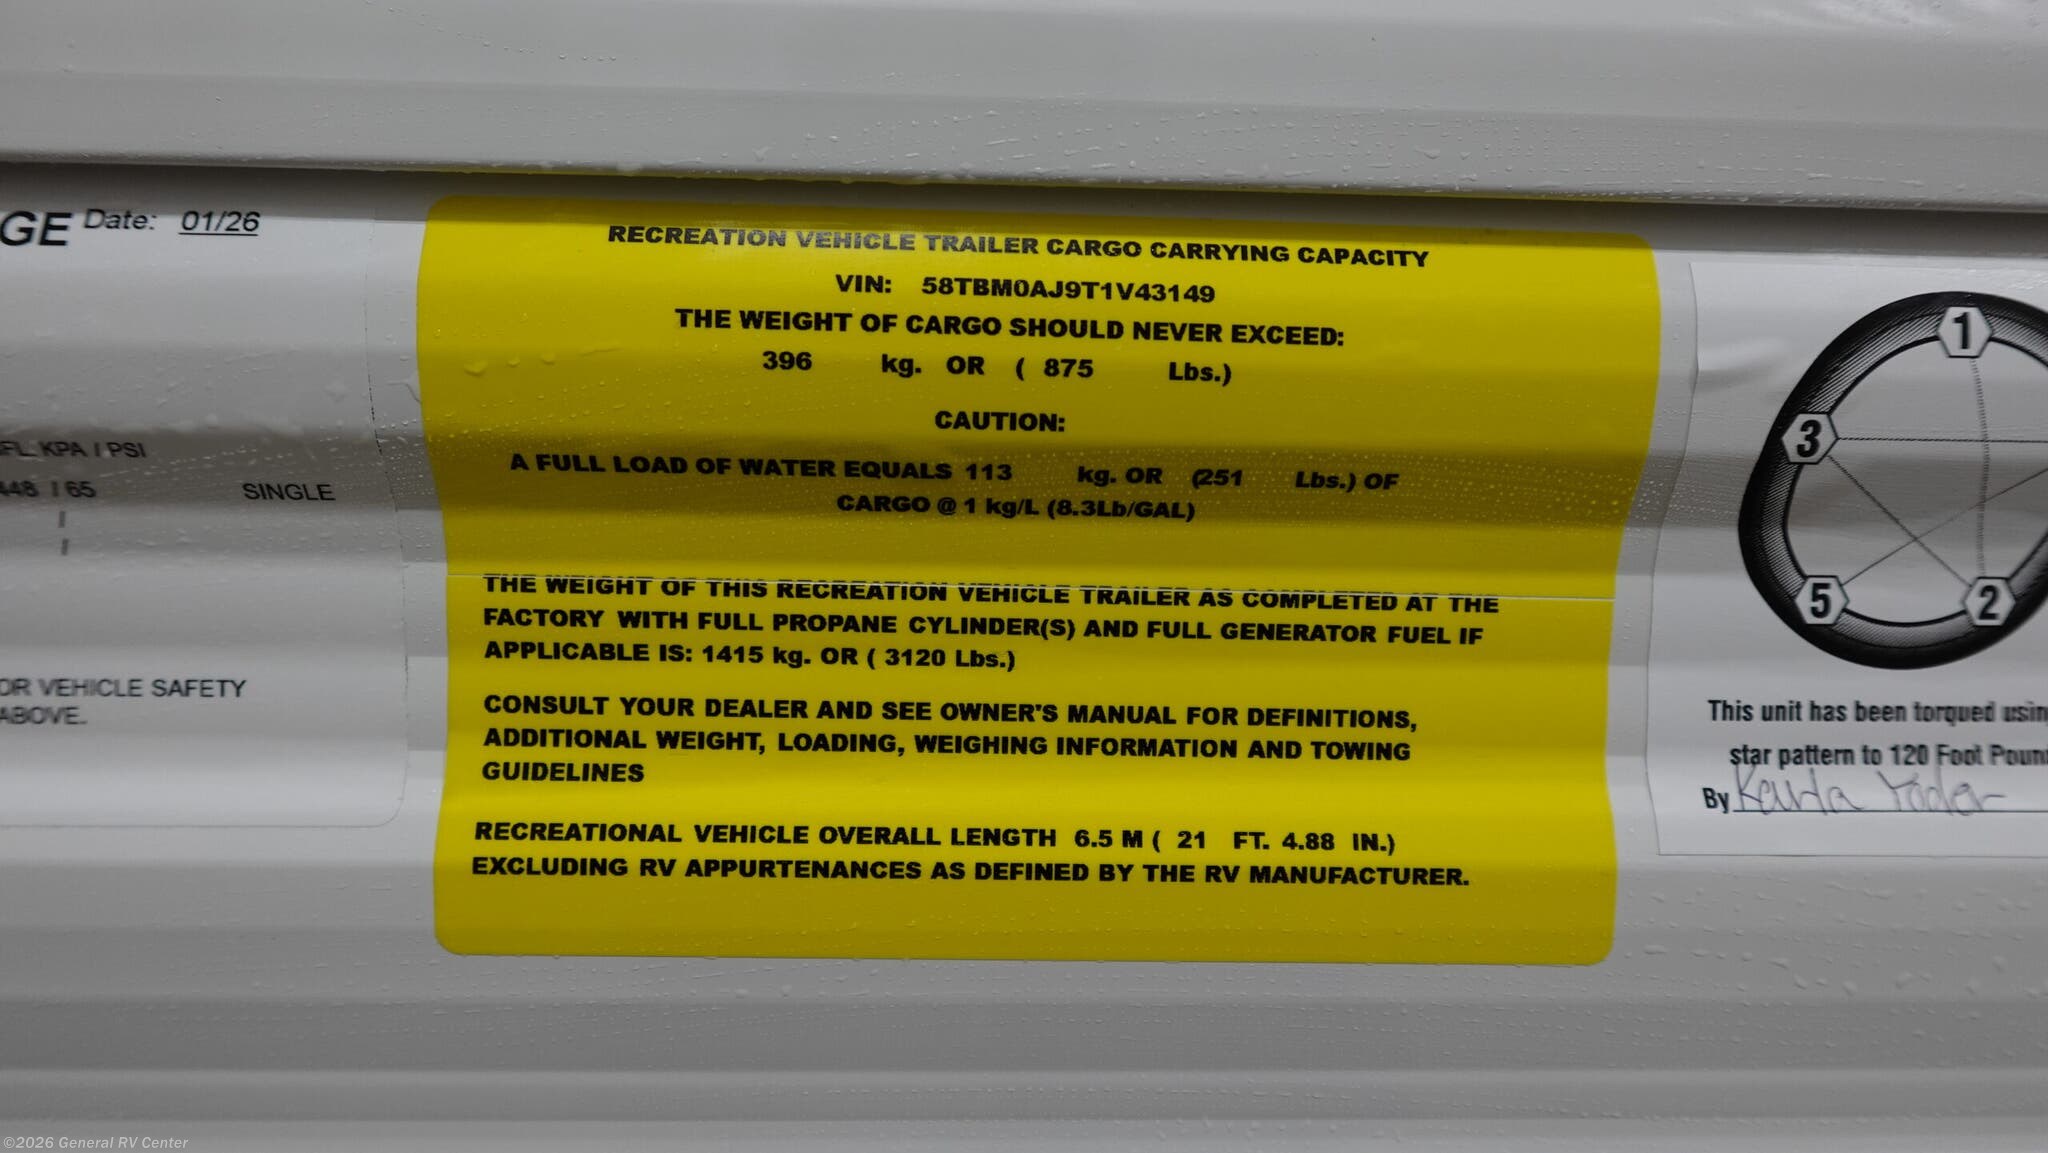 GE Date: 01/26
FL KPA / PSI
448 / 65 SINGLE
OR VEHICLE SAFETY
ABOVE.
RECREATION VEHICLE TRAILER CARGO CARRYING CAPACITY
VIN: 58TBM0AJ9T1V43149
THE WEIGHT OF CARGO SHOULD NEVER EXCEED:
396 kg. OR ( 875 Lbs.)
CAUTION:
A FULL LOAD OF WATER EQUALS 113 kg. OR (251 Lbs.) OF
CARGO @ 1 kg/L (8.3Lb/GAL)
THE WEIGHT OF THIS RECREATION VEHICLE TRAILER AS COMPLETED AT THE
FACTORY WITH FULL PROPANE CYLINDER(S) AND FULL GENERATOR FUEL IF
APPLICABLE IS: 1415 kg. OR ( 3120 Lbs.)
CONSULT YOUR DEALER AND SEE OWNER'S MANUAL FOR DEFINITIONS,
ADDITIONAL WEIGHT, LOADING, WEIGHING INFORMATION AND TOWING
GUIDELINES
RECREATIONAL VEHICLE OVERALL LENGTH 6.5 M ( 21 FT. 4.88 IN.)
EXCLUDING RV APPURTENANCES AS DEFINED BY THE RV MANUFACTURER.
1
3
5
2
This unit has been torqued usin
star pattern to 120 Foot Poun
By Karla Yoder
©2026 General RV Center